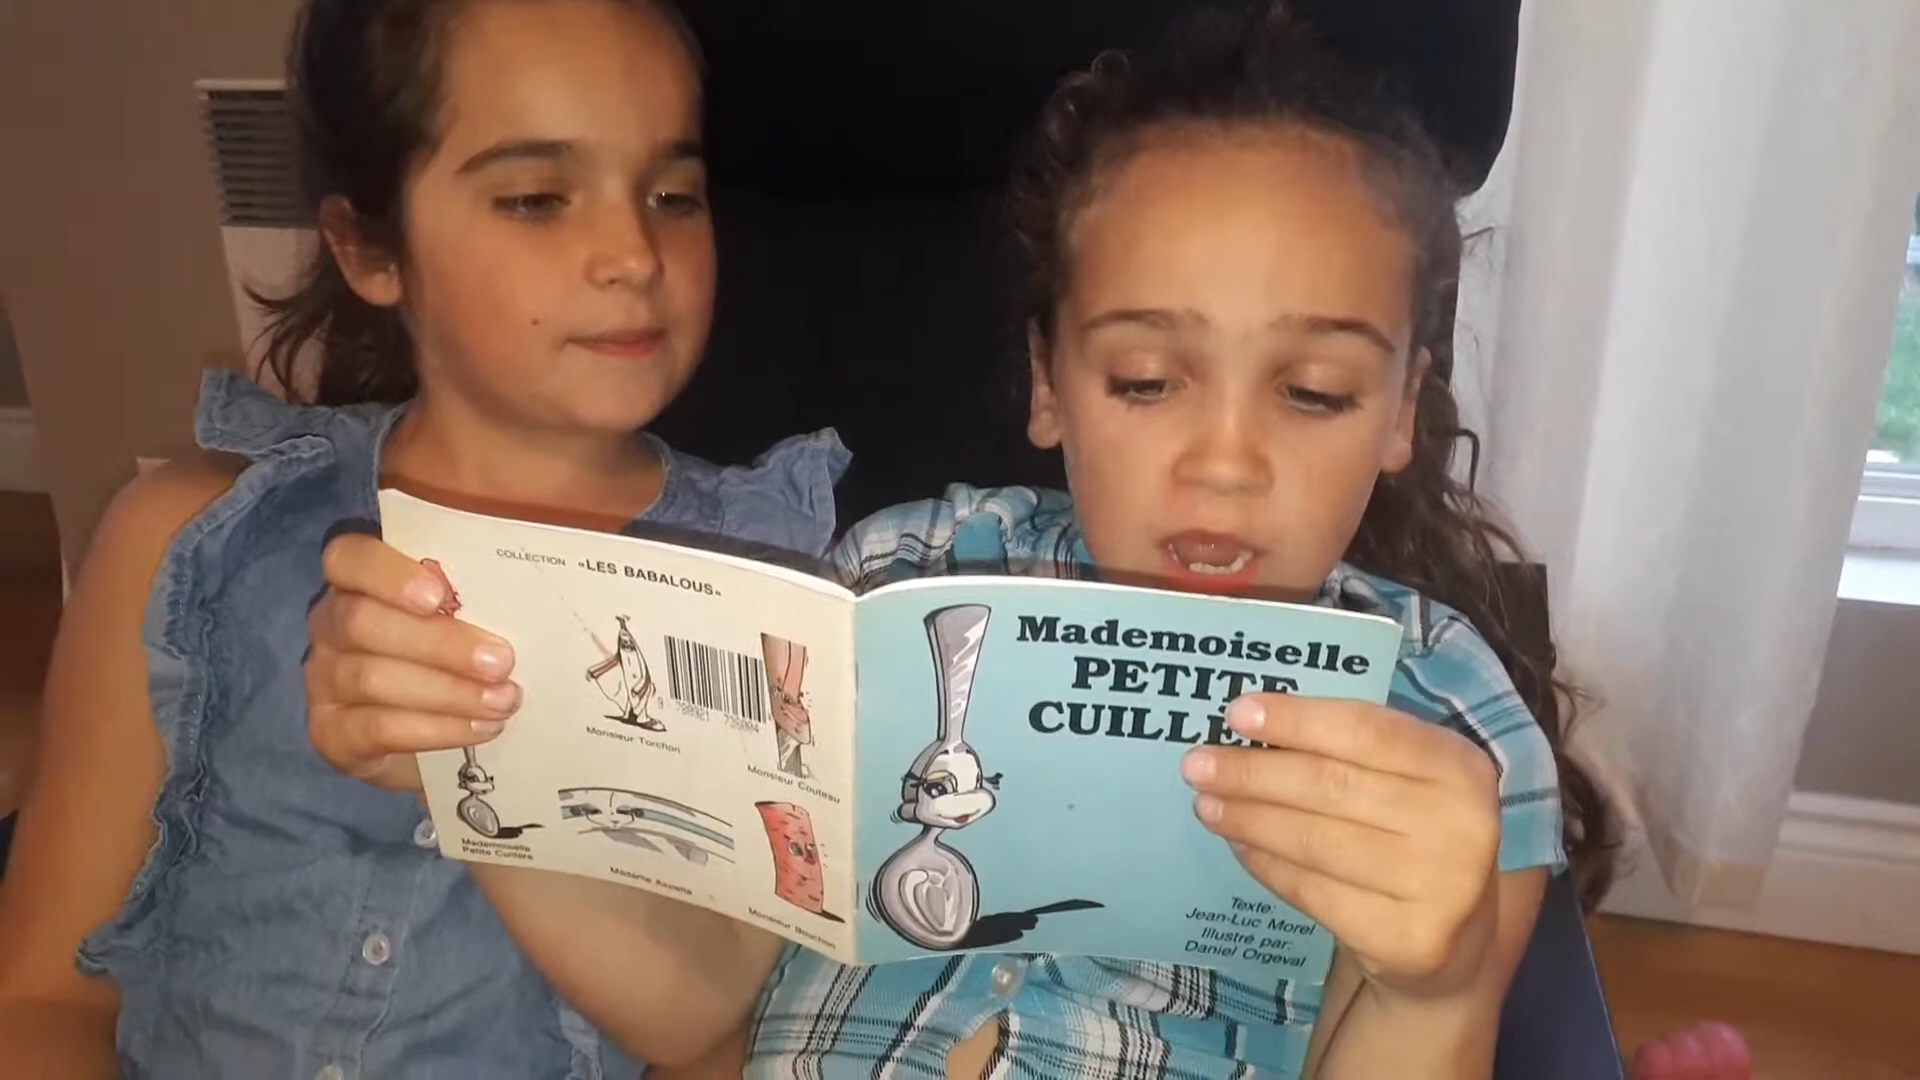 COLLECTION «LES BABALOUS»
Monsieur Torchon
Monsieur Couteau
Mademoiselle
Petite Cuillère
Madame Assiette
Monsieur Bouchon
Mademoiselle
PETITE
Texte:
Jean-Luc Morel
Illustré par:
Daniel Orgeval